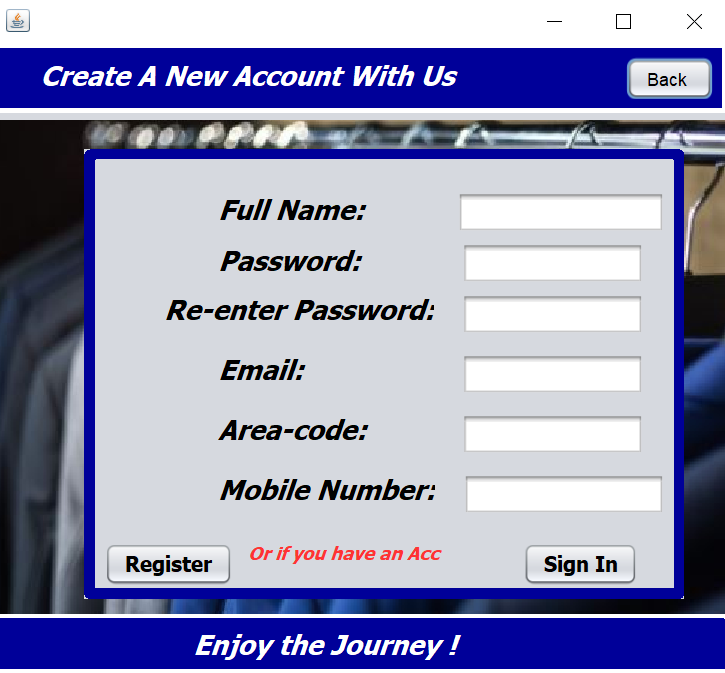 Create A New Account With Us
Back
Full Name:
Password:
Re-enter Password:
Email:
Area-code:
Mobile Number:
Register
Or if you have an Acc
Sign In
Enjoy the Journey !